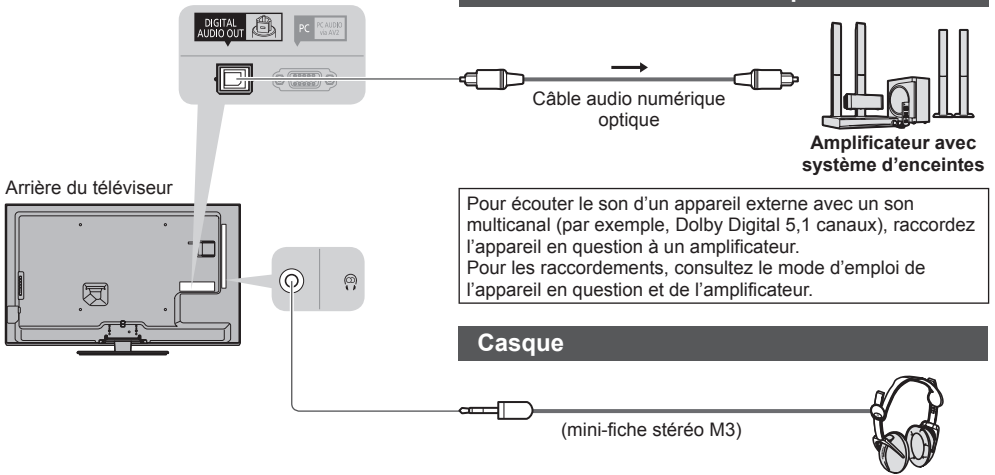 DIGITAL
AUDIO OUT
PC
PC AUDIO
via AV2
Câble audio numérique
optique
Amplificateur avec
système d’enceintes
Arrière du téléviseur
Pour écouter le son d’un appareil externe avec un son
multicanal (par exemple, Dolby Digital 5,1 canaux), raccordez
l’appareil en question à un amplificateur.
Pour les raccordements, consultez le mode d’emploi de
l’appareil en question et de l’amplificateur.
Casque
(mini-fiche stéréo M3)